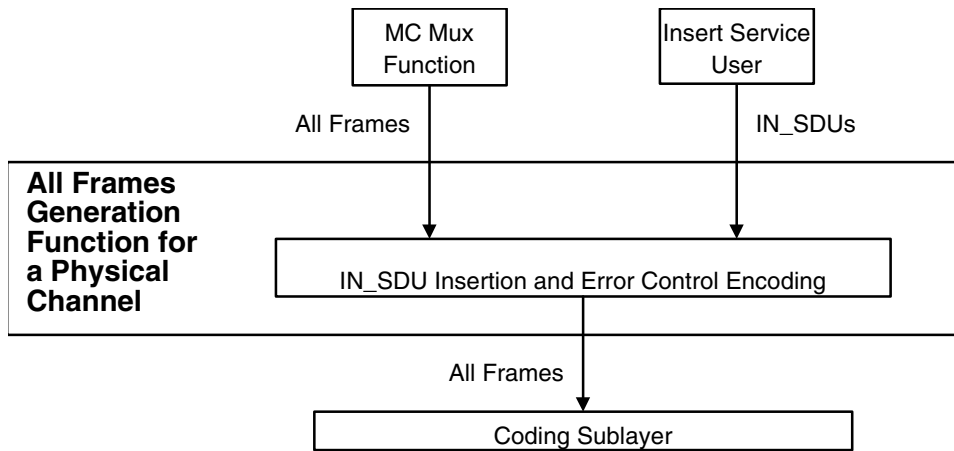 MC Mux
Function
Insert Service
User
All Frames
IN_SDUs
All Frames
Generation
Function for
a Physical
Channel
IN_SDU Insertion and Error Control Encoding
All Frames
Coding Sublayer